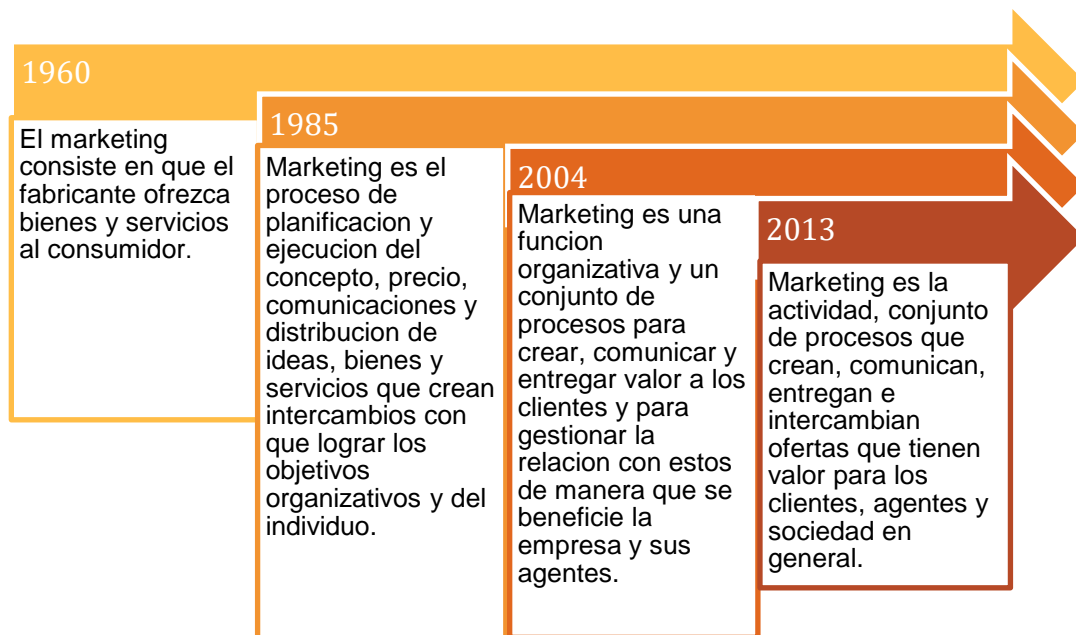 1960
El marketing
consiste en que el
fabricante ofrezca
bienes y servicios
al consumidor.
1985
Marketing es el
proceso de
planificacion y
ejecucion del
concepto, precio,
comunicaciones y
distribucion de
ideas, bienes y
servicios que crean
intercambios con
que lograr los
objetivos
organizativos y del
individuo.
2004
Marketing es una
funcion
organizativa y un
conjunto de
procesos para
crear, comunicar y
entregar valor a los
clientes y para
gestionar la
relacion con estos
de manera que se
beneficie la
empresa y sus
agentes.
2013
Marketing es la
actividad, conjunto
de procesos que
crean, comunican,
entregan e
intercambian
ofertas que tienen
valor para los
clientes, agentes y
sociedad en
general.